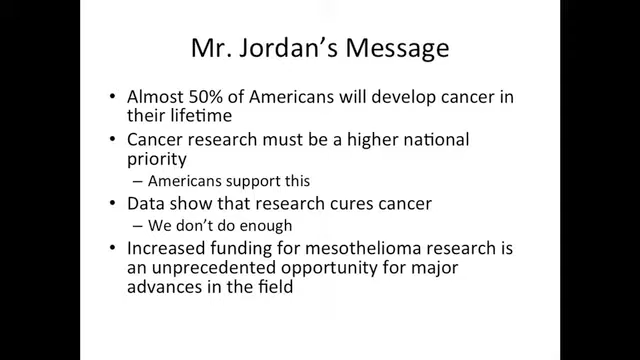 Mr. Jordan's Message
• Almost 50% of Americans will develop cancer in
their lifetime
• Cancer research must be a higher national
priority
– Americans support this
• Data show that research cures cancer
– We don't do enough
• Increased funding for mesothelioma research is
an unprecedented opportunity for major
advances in the field